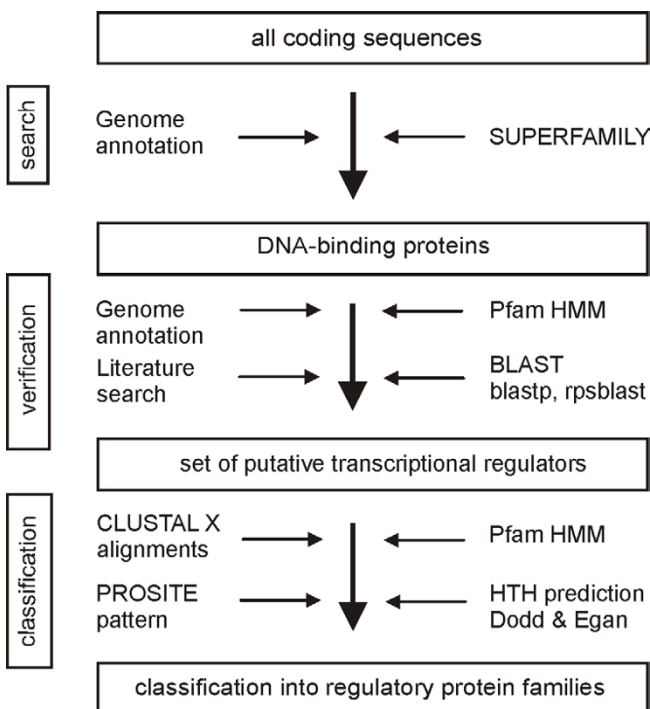 all coding sequences
search
Genome
annotation
SUPERFAMILY
DNA-binding proteins
verification
Genome
annotation
Pfam HMM
Literature
search
BLAST
blastp, rpsblast
set of putative transcriptional regulators
classification
CLUSTAL X
alignments
Pfam HMM
PROSITE
pattern
HTH prediction
Dodd & Egan
classification into regulatory protein families